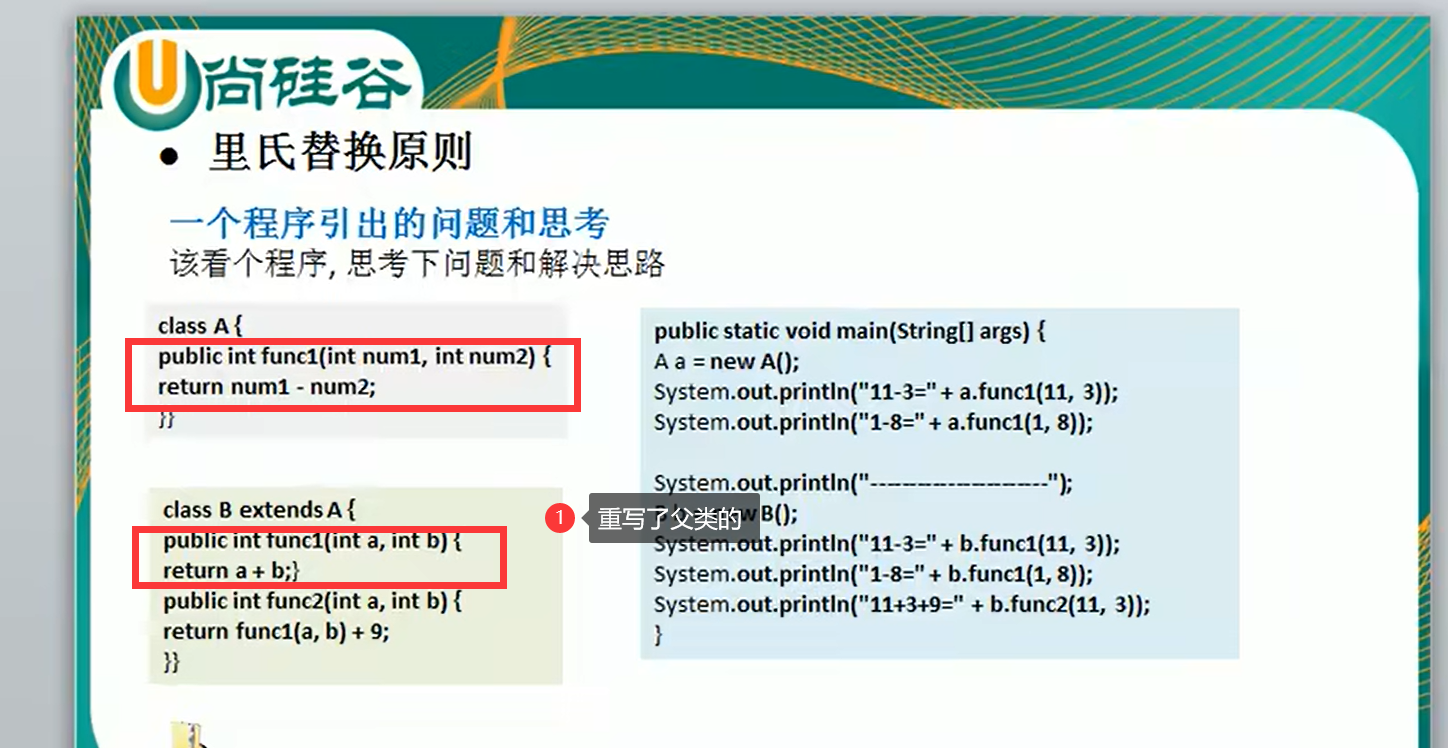 尚硅谷
● 里氏替换原则
一个程序引出的问题和思考
该看个程序, 思考下问题和解决思路
class A {
public int func1(int num1, int num2) {
return num1 - num2;
}}
class B extends A {
public int func1(int a, int b) {
return a + b;}
public int func2(int a, int b) {
return func1(a, b) + 9;
}}
1 重写了父类的
public static void main(String[] args) {
A a = new A();
System.out.println("11-3=" + a.func1(11, 3));
System.out.println("1-8=" + a.func1(1, 8));
System.out.println("-----------------------");
B();
System.out.println("11-3=" + b.func1(11, 3));
System.out.println("1-8=" + b.func1(1, 8));
System.out.println("11+3+9=" + b.func2(11, 3));
}